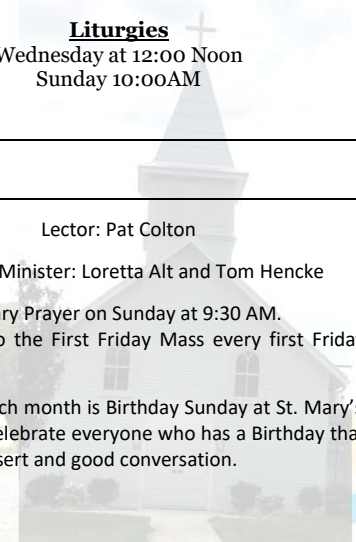 Liturgies
Wednesday at 12:00 Noon
Sunday 10:00AM
Lector: Pat Colton
Minister: Loretta Alt and Tom Hencke
Prayer on Sunday at 9:30 AM.
the First Friday Mass every first
month is Birthday Sunday at St. Mary's
everyone who has a Birthday
and good conversation.